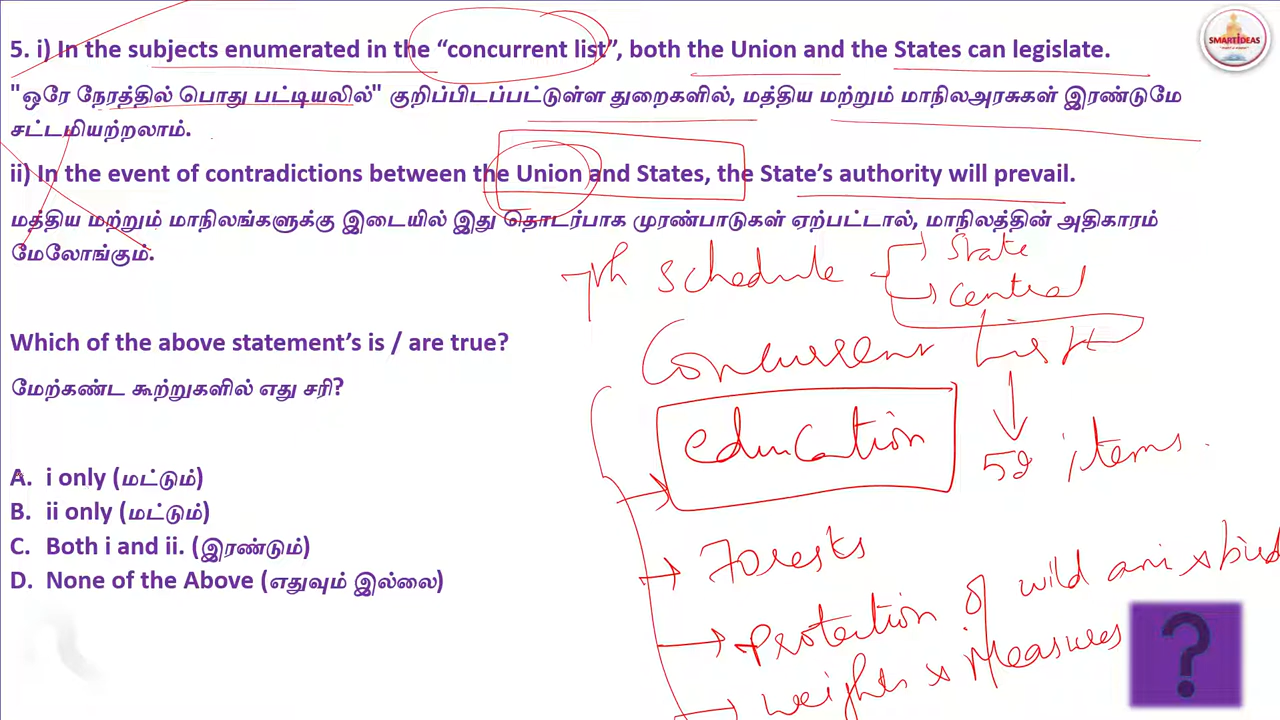 5. i) In the subjects enumerated in the “concurrent list”, both the Union and the States can legislate.
"ஒரே நேரத்தில் பொது பட்டியலில்" குறிப்பிடப்பட்டுள்ள துறைகளில், மத்திய மற்றும் மாநிலஅரசுகள் இரண்டுமே
சட்டமியற்றலாம்.
ii) In the event of contradictions between the Union and States, the State’s authority will prevail.
மத்திய மற்றும் மாநிலங்களுக்கு இடையில் இது தொடர்பாக முரண்பாடுகள் ஏற்பட்டால், மாநிலத்தின் அதிகாரம்
மேலோங்கும்.
Which of the above statement’s is / are true?
மேற்கண்ட கூற்றுகளில் எது சரி?
A. i only (மட்டும்)
B. ii only (மட்டும்)
C. Both i and ii. (இரண்டும்)
D. None of the Above (எதுவும் இல்லை)
7th schedule
State
Central
Concurrent List
education
52 items
Forests
Protection of wild ani & bird
weights & Measures
SMART IDEAS
?